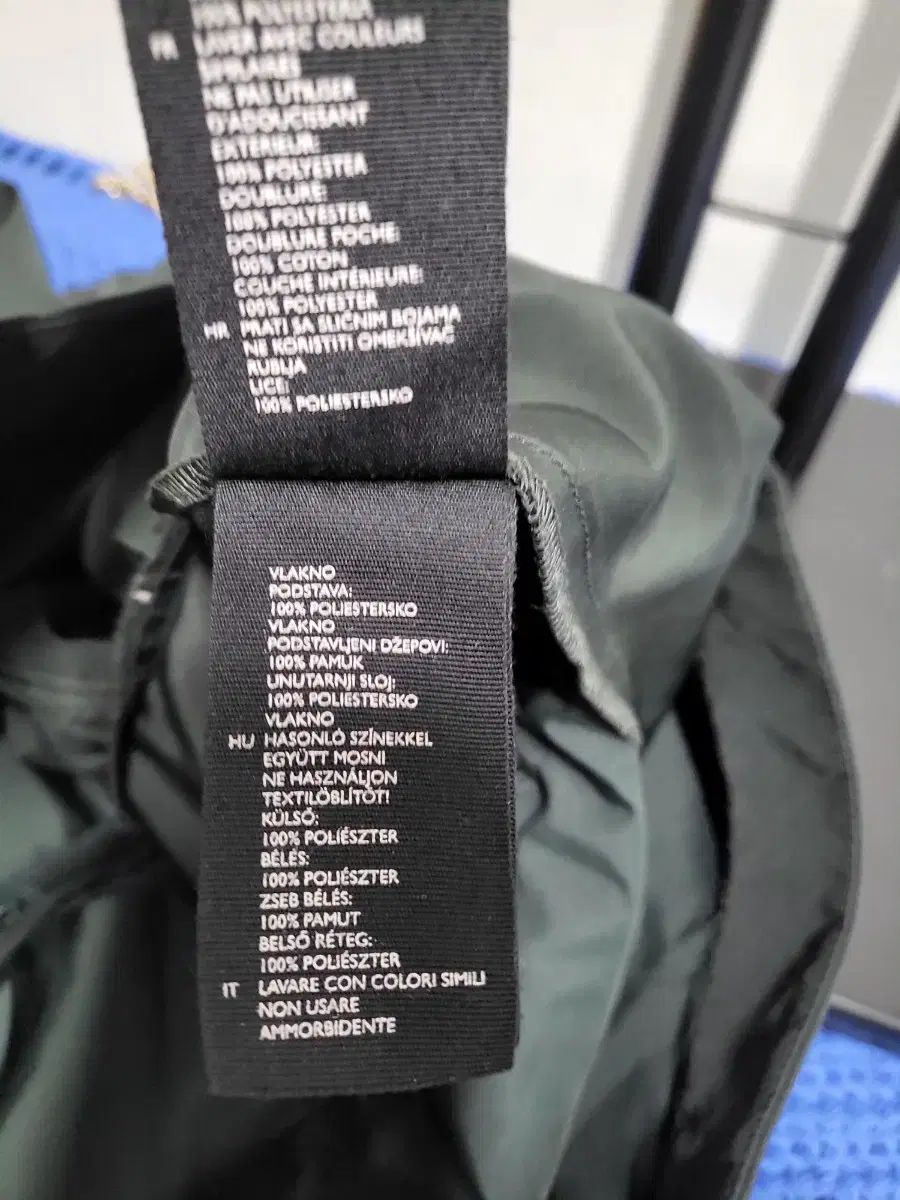 100% POLYESTERIA
FR LAVER AVEC COULEURS
SIMILAIRES
NE PAS UTILISER
D'ADOUCISSANT
EXTERIEUR:
100% POLYESTER
DOUBLURE:
100% POLYESTER
DOUBLURE POCHE:
100% COTON
COUCHE INTÉRIEURE:
100% POLYESTER
HR PRATI SA SLIČNIM BOJAMA
NE KORISTITI OMEKŠIVAČ
RUBLJA
LICE:
100% POLIESTERSKO
VLAKNO
PODSTAVA:
100% POLIESTERSKO
VLAKNO
PODSTAVLJENI DŽEPOVI:
100% PAMUK
UNUTARNJI SLOJ:
100% POLIESTERSKO
VLAKNO
HU HASONLÓ SZÍNEKKEL
EGYÜTT MOSNI
NE HASZNÁLJON
TEXTILÖBLÍTŐT!
KÜLSŐ:
100% POLIÉSZTER
BÉLÉS:
100% POLIÉSZTER
ZSEB BÉLÉS:
100% PAMUT
BELSŐ RÉTEG:
100% POLIÉSZTER
IT LAVARE CON COLORI SIMILI
NON USARE
AMMORBIDENTE